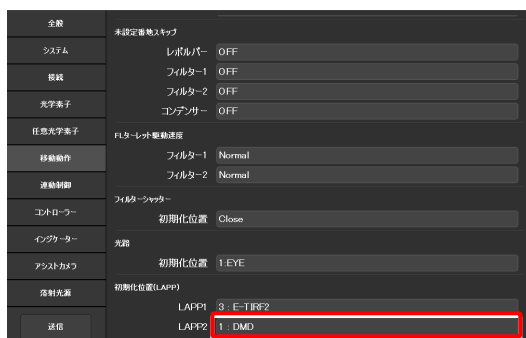 全般
システム
接続
光学素子
任意光学素子
移動動作
連動制御
コントローラー
インジケーター
アシストカメラ
落射光源
送信
未設定番地スキップ
レボルバー OFF
フィルター1 OFF
フィルター2 OFF
コンデンサー OFF
FLターレット駆動速度
フィルター1 Normal
フィルター2 Normal
フィルターシャッター
初期化位置 Close
光路
初期化位置 1:EYE
初期化位置(LAPP)
LAPP1 3 : E-TIRF2
LAPP2 1 : DMD